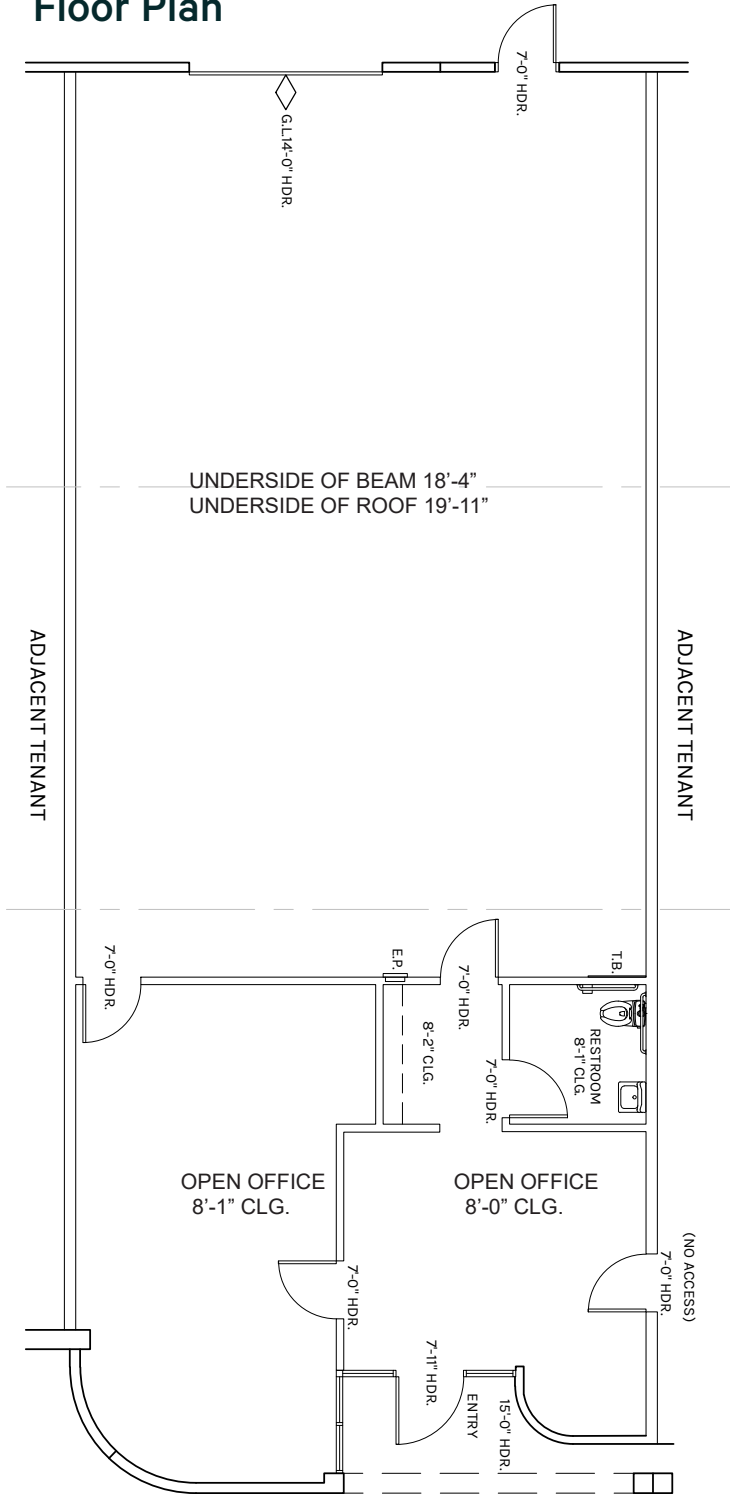 Floor Plan
7'-0" HDR.
G.L.14'-0" HDR.
UNDERSIDE OF BEAM 18’-4”
UNDERSIDE OF ROOF 19’-11”
ADJACENT TENANT
ADJACENT TENANT
7'-0" HDR.
E.P.
7'-0" HDR.
T.B.
8'-2" CLG.
7'-0" HDR.
RESTROOM
8'-1" CLG.
OPEN OFFICE
8’-1” CLG.
OPEN OFFICE
8’-0” CLG.
(NO ACCESS)
7'-0" HDR.
7'-0" HDR.
7'-11" HDR.
ENTRY
15'-0" HDR.